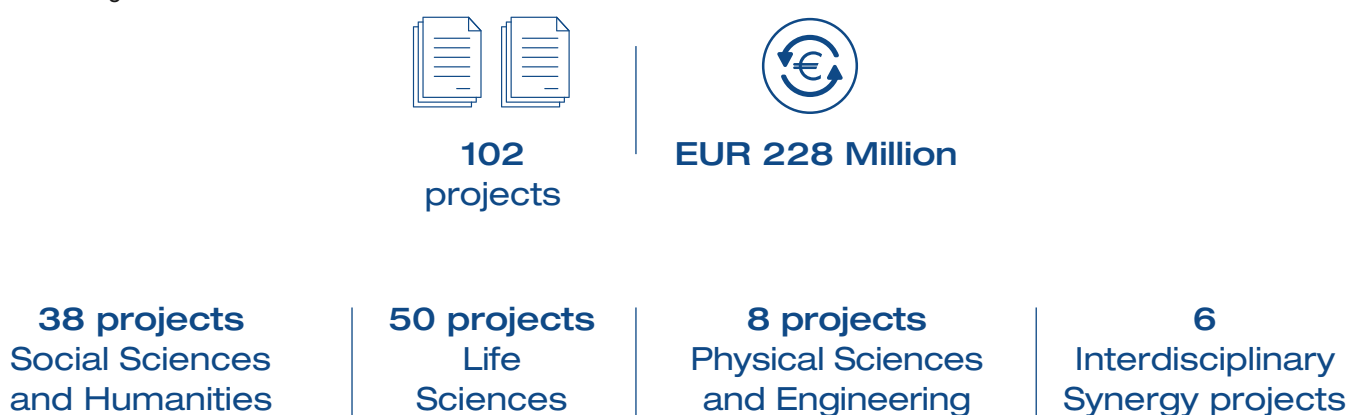 102
projects
EUR 228 Million
38 projects
Social Sciences
and Humanities
50 projects
Life
Sciences
8 projects
Physical Sciences
and Engineering
6
Interdisciplinary
Synergy projects